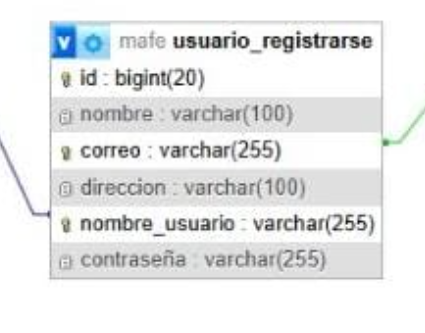 v mafe usuario_registrarse
id : bigint(20)
nombre : varchar(100)
correo : varchar(255)
direccion : varchar(100)
nombre_usuario : varchar(255)
contraseña : varchar(255)